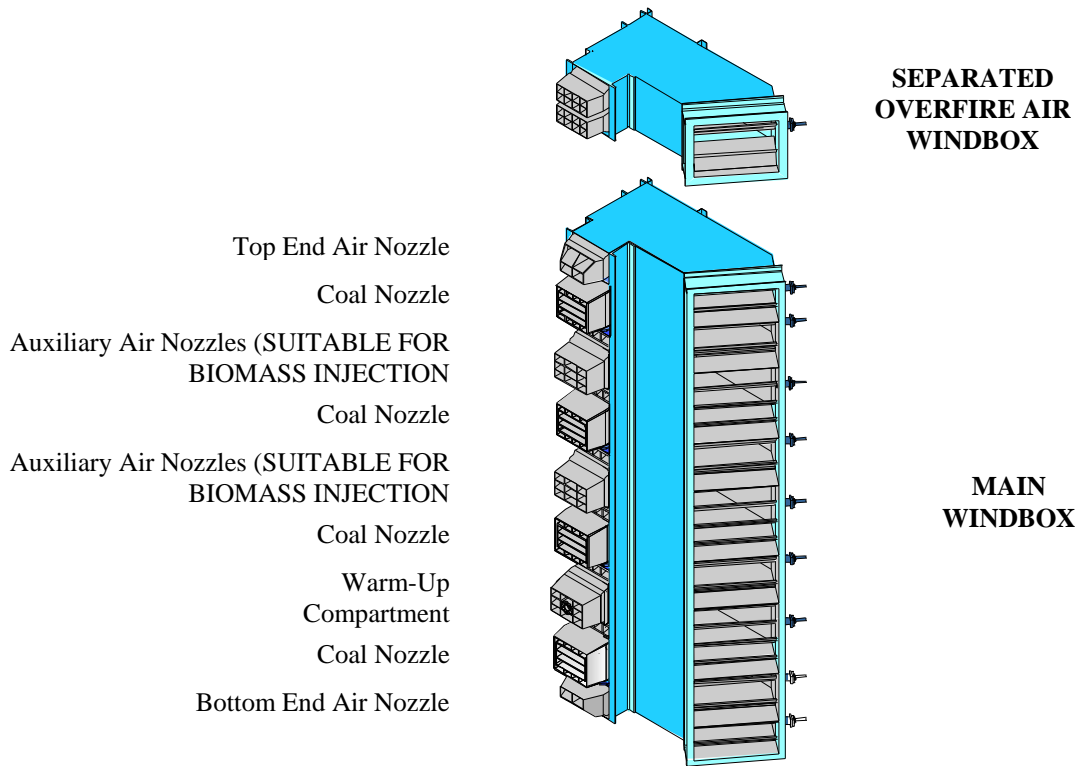 SEPARATED
OVERFIRE AIR
WINDBOX
Top End Air Nozzle
Coal Nozzle
Auxiliary Air Nozzles (SUITABLE FOR
BIOMASS INJECTION
Coal Nozzle
Auxiliary Air Nozzles (SUITABLE FOR
BIOMASS INJECTION
Coal Nozzle
Warm-Up
Compartment
Coal Nozzle
Bottom End Air Nozzle
MAIN
WINDBOX